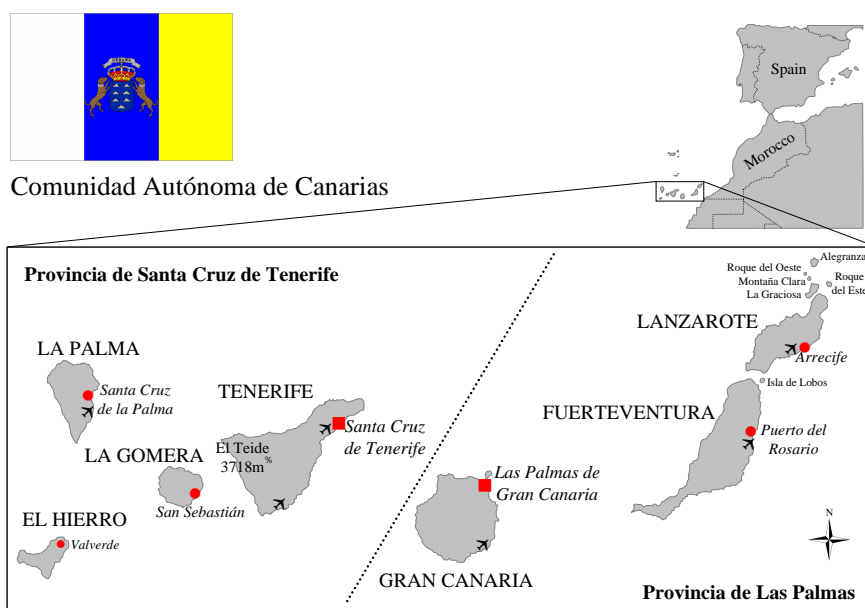 Spain
Morocco
Comunidad Autónoma de Canarias
Provincia de Santa Cruz de Tenerife
Alegranza
Roque del Oeste
Montaña Clara
La Graciosa
Roque
del Este
LANZAROTE
Arrecife
Isla de Lobos
LA PALMA
Santa Cruz
de la Palma
TENERIFE
FUERTEVENTURA
Santa Cruz
de Tenerife
Puerto del
Rosario
El Teide
3718m%
LA GOMERA
San Sebastián
Las Palmas de
Gran Canaria
EL HIERRO
Valverde
GRAN CANARIA
N
Provincia de Las Palmas